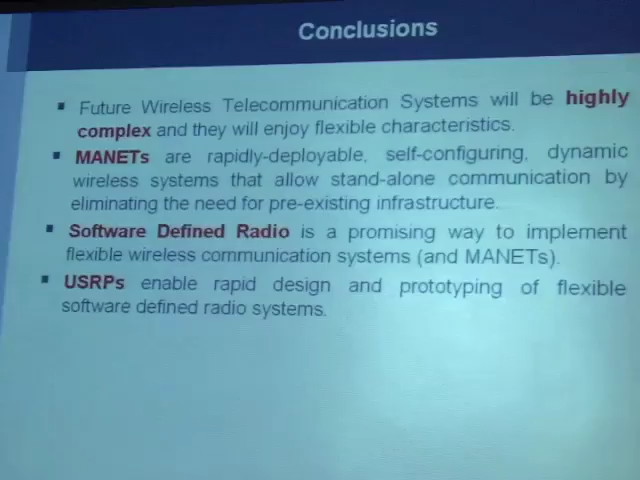 Conclusions
▪ Future Wireless Telecommunication Systems will be highly
complex and they will enjoy flexible characteristics.
▪ MANETs are rapidly-deployable, self-configuring, dynamic
wireless systems that allow stand-alone communication by
eliminating the need for pre-existing infrastructure.
▪ Software Defined Radio is a promising way to implement
flexible wireless communication systems (and MANETs).
▪ USRPs enable rapid design and prototyping of flexible
software defined radio systems.